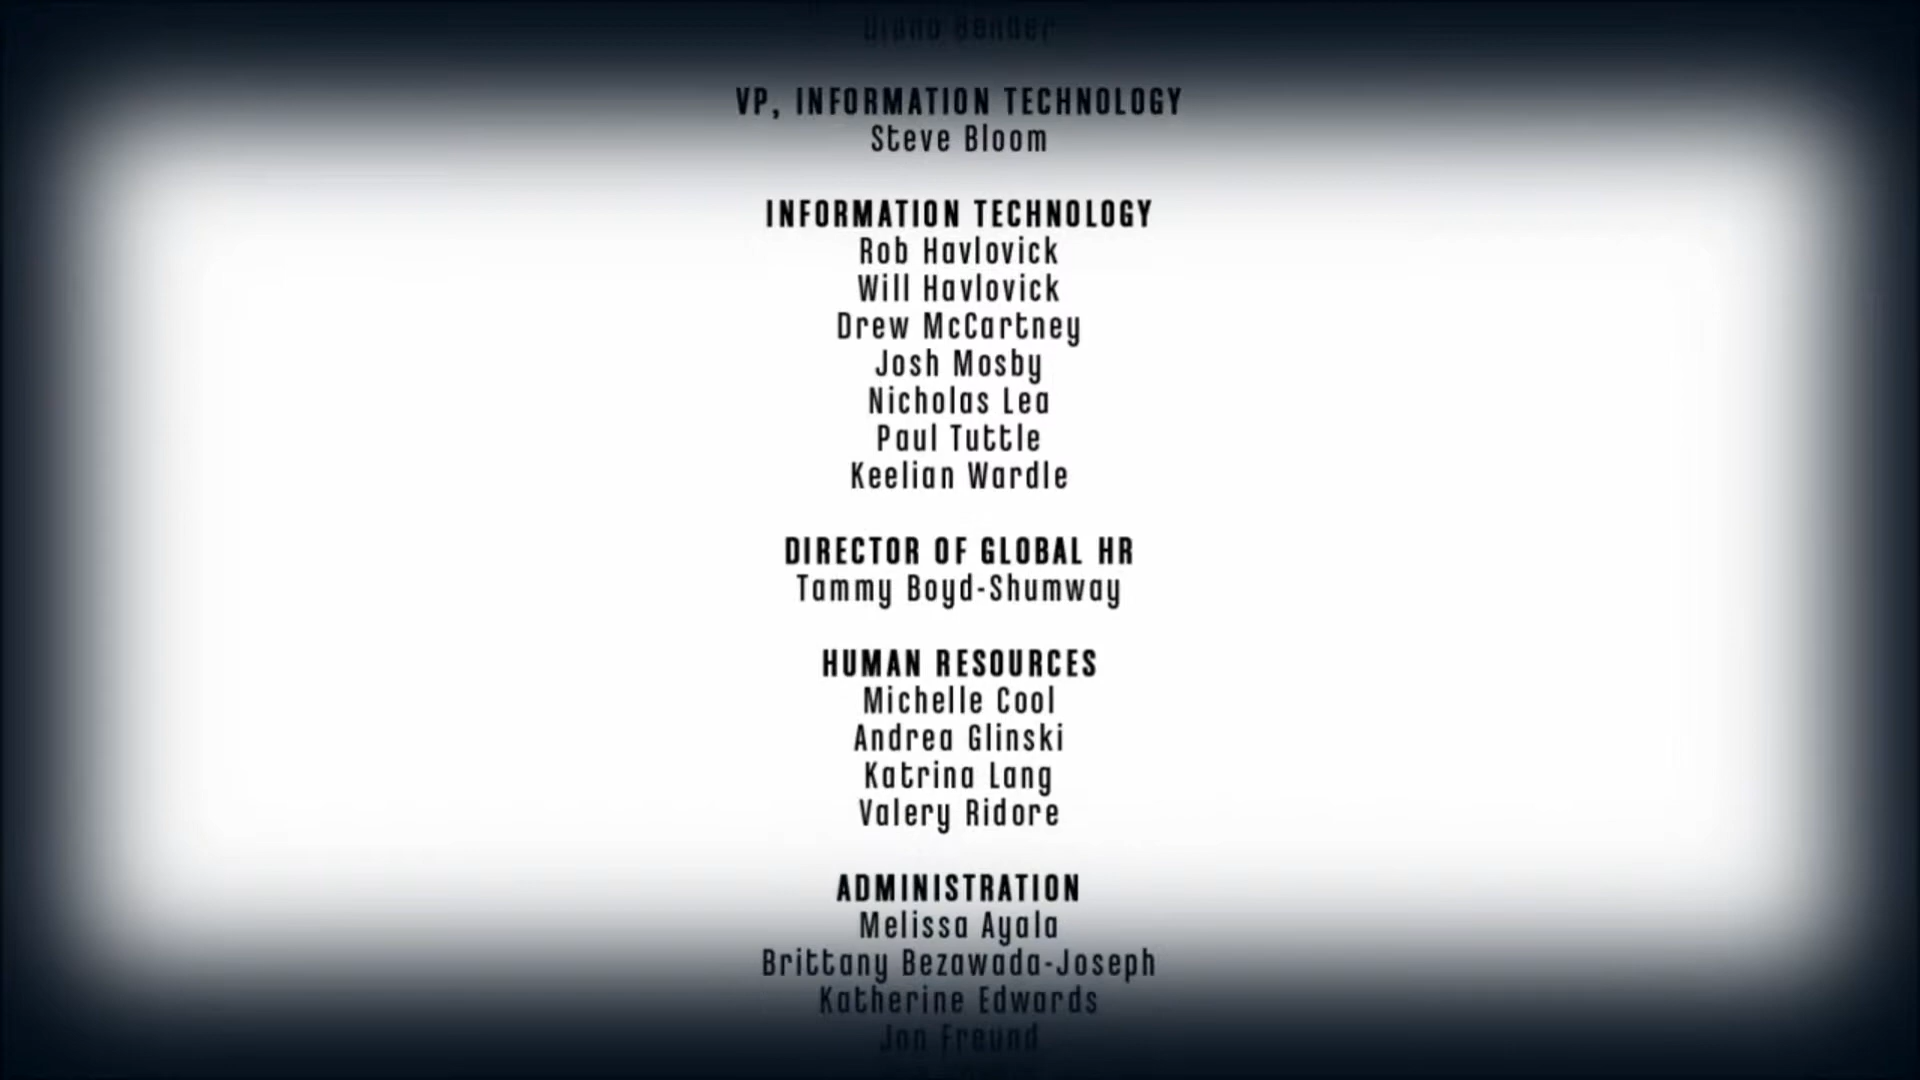 VP, INFORMATION TECHNOLOGY
Steve Bloom
INFORMATION TECHNOLOGY
Rob Havlovick
Will Havlovick
Drew McCartney
Josh Mosby
Nicholas Lea
Paul Tuttle
Keelian Wardle
DIRECTOR OF GLOBAL HR
Tammy Boyd-Shumway
HUMAN RESOURCES
Michelle Cool
Andrea Glinski
Katrina Lang
Valery Ridore
ADMINISTRATION
Melissa Ayala
Brittany Bezawada-Joseph
Katherine Edwards
Jon Freund